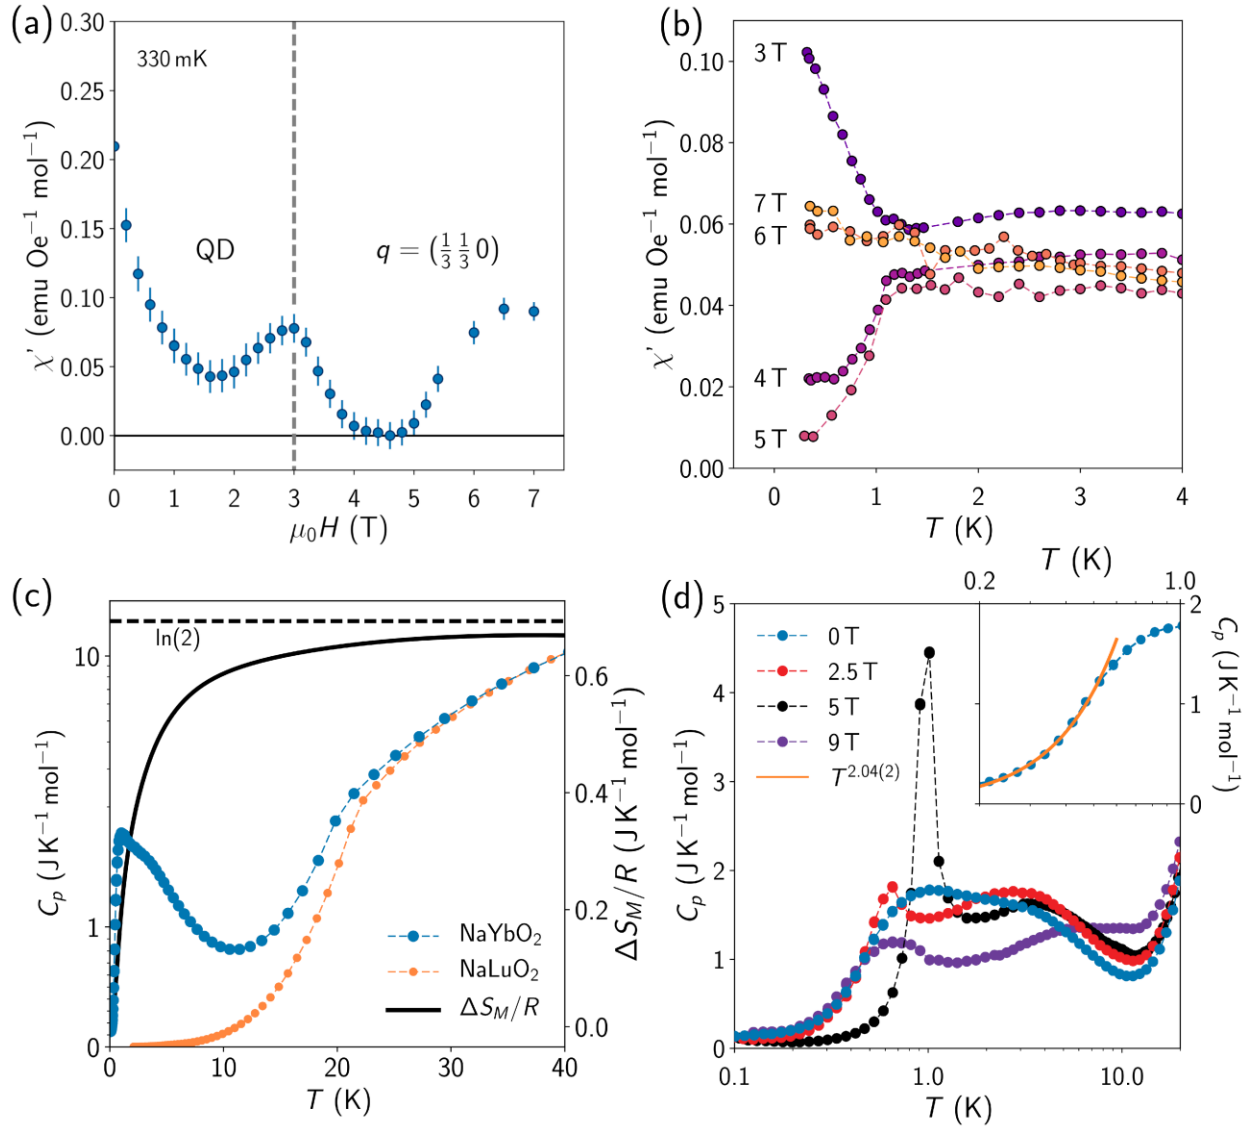 (a)
330 mK
QD
q = (1/3 1/3 0)
χ' (emu Oe⁻¹ mol⁻¹)
0.30
0.25
0.20
0.15
0.10
0.05
0.00
0 1 2 3 4 5 6 7
μ₀H (T)
(b)
3 T
7 T
6 T
4 T
5 T
χ' (emu Oe⁻¹ mol⁻¹)
0.10
0.08
0.06
0.04
0.02
0.00
0 1 2 3 4
T (K)
(c)
ln(2)
Cₚ (J K⁻¹ mol⁻¹)
10
1
0
ΔS_M/R (J K⁻¹ mol⁻¹)
0.6
0.4
0.2
0.0
NaYbO₂
NaLuO₂
ΔS_M/R
0 10 20 30 40
T (K)
(d)
T (K)
0.2 1.0
Cₚ (J K⁻¹ mol⁻¹)
2
1
0
0 T
2.5 T
5 T
9 T
T^2.04(2)
Cₚ (J K⁻¹ mol⁻¹)
5
4
3
2
1
0
0.1 1.0 10.0
T (K)